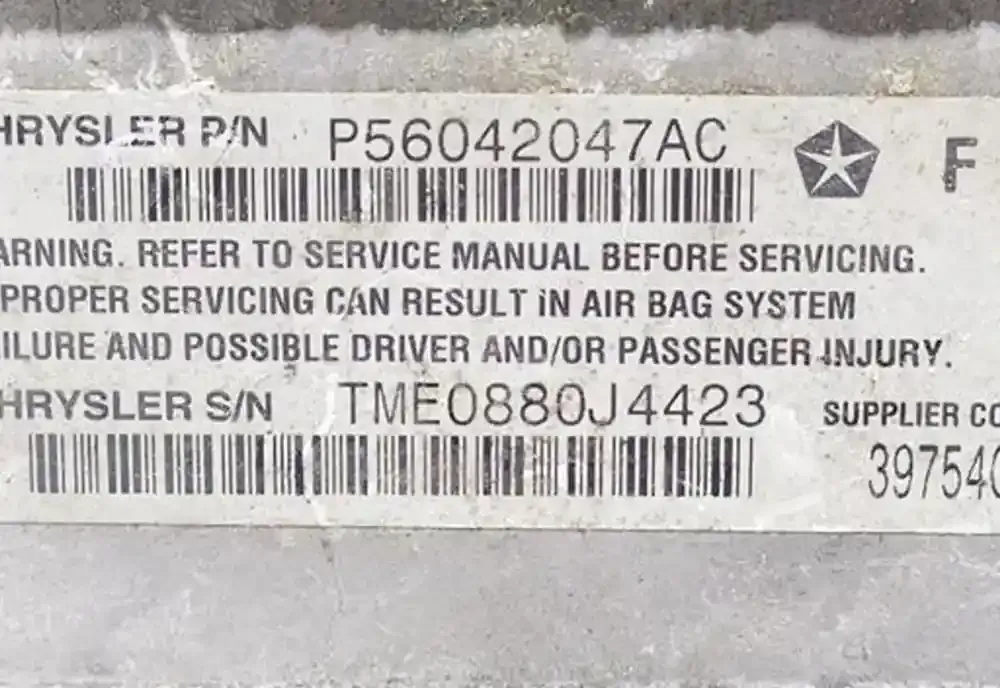 HRYSLER P/N P56042047AC F
ARNING. REFER TO SERVICE MANUAL BEFORE SERVICING.
PROPER SERVICING CAN RESULT IN AIR BAG SYSTEM
ILURE AND POSSIBLE DRIVER AND/OR PASSENGER INJURY.
HRYSLER S/N TME0880J4423 SUPPLIER CO
39754